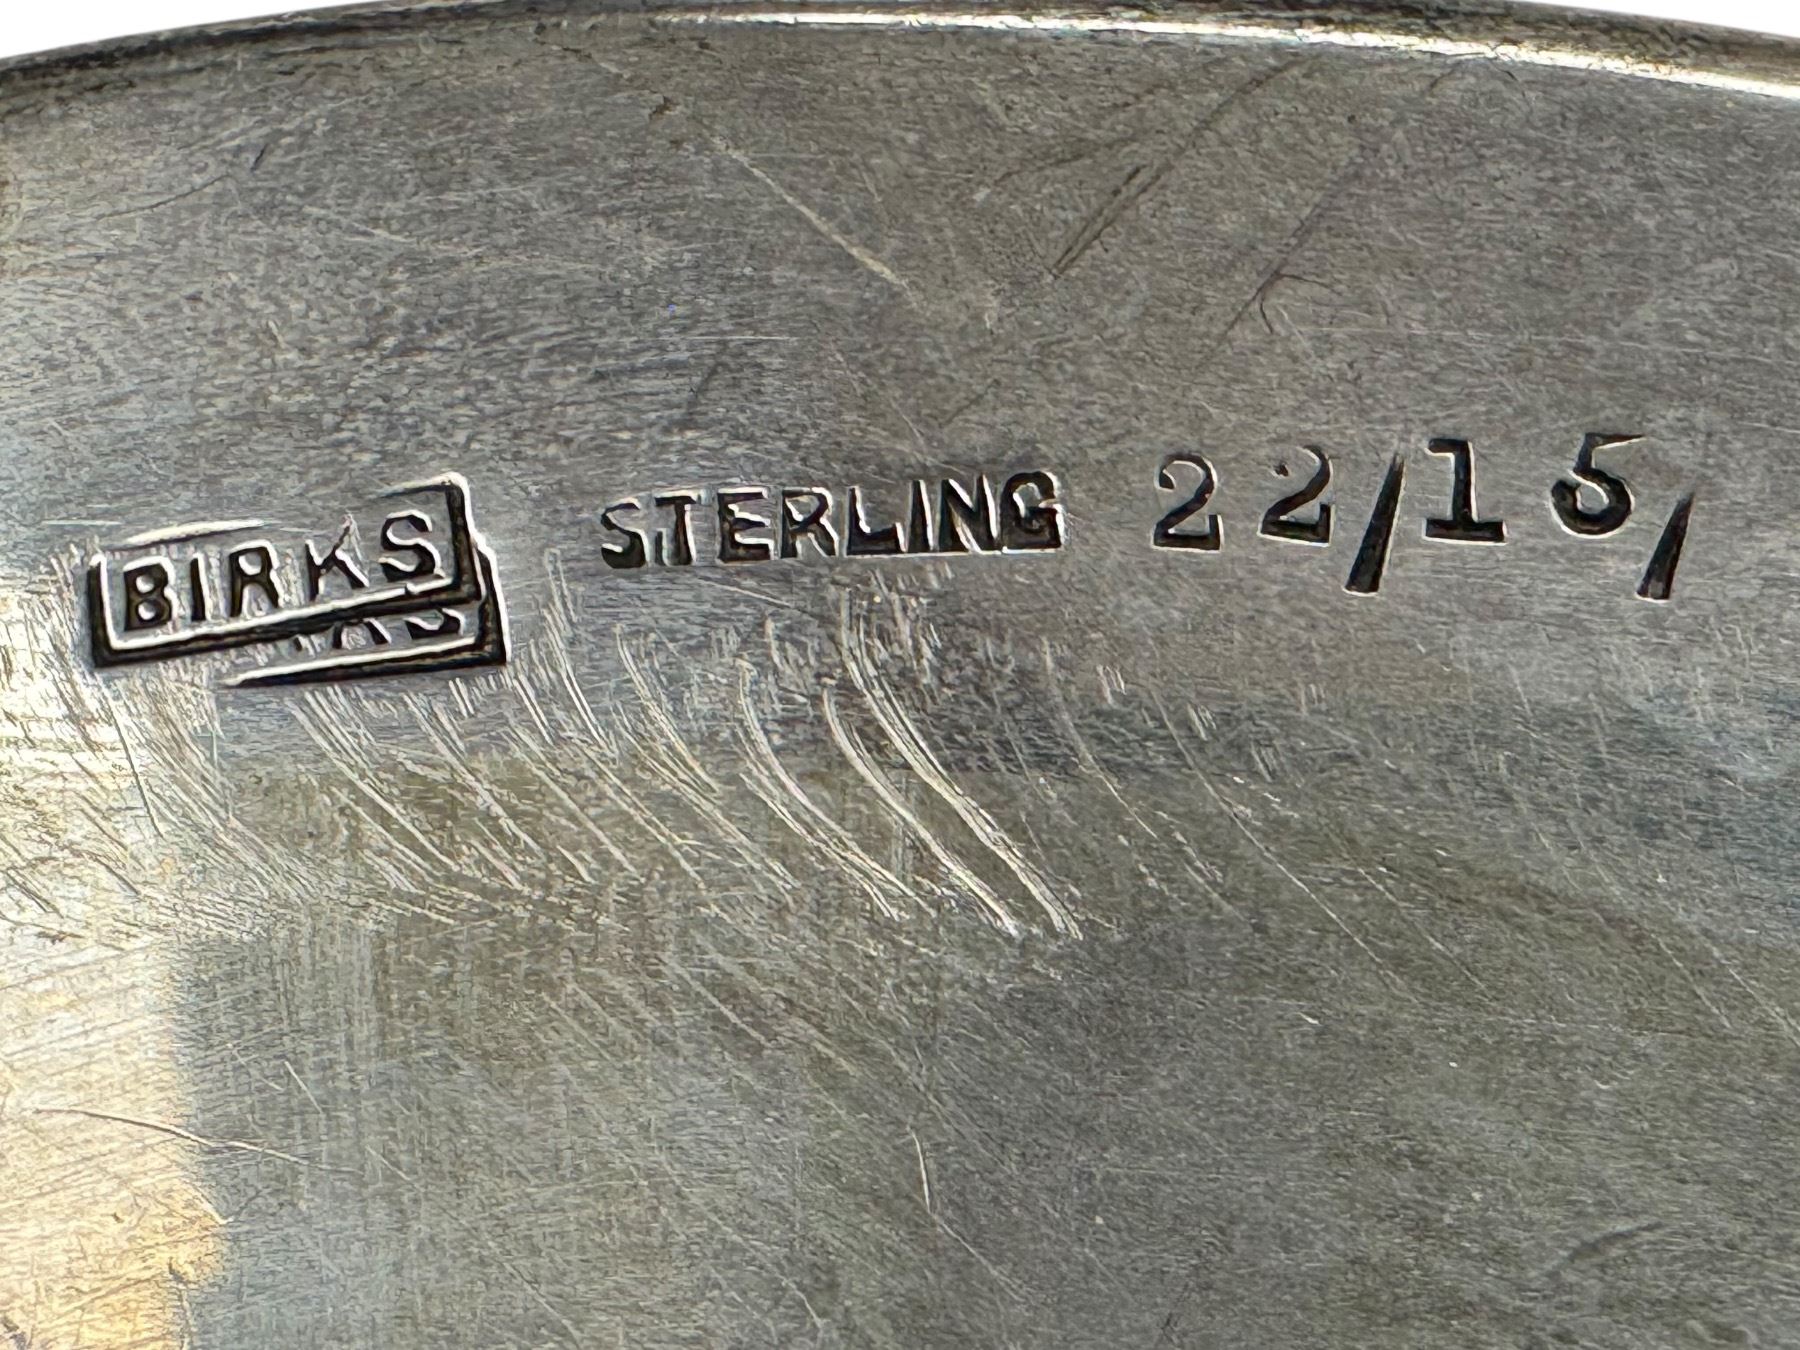 BIRKS STERLING 22/15/